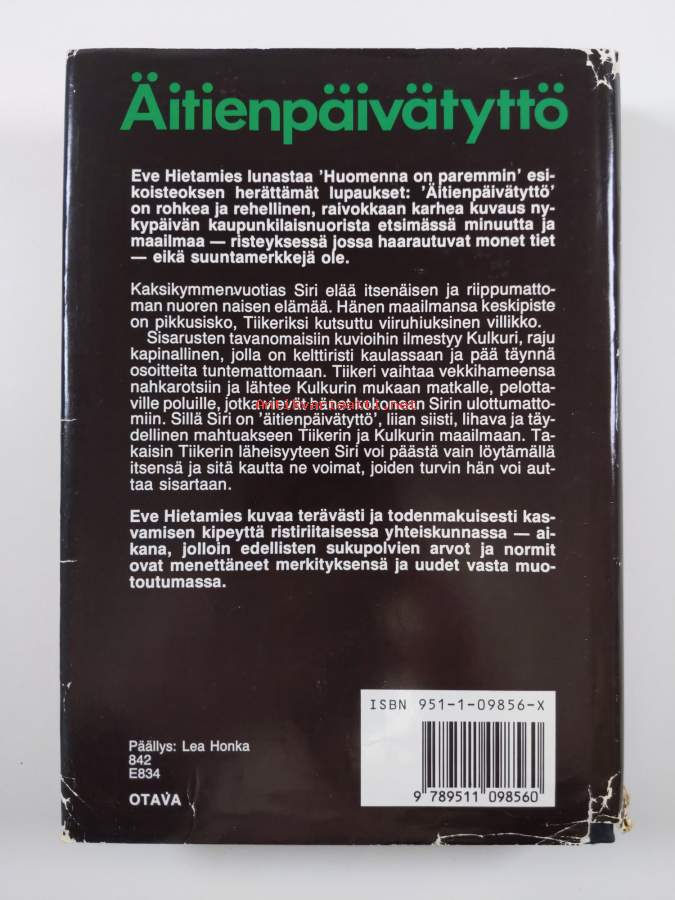 Äitienpäivätyttö
Eve Hietamies lunastaa 'Huomenna on paremmin' esi-
koisteoksen herättämät lupaukset: 'Äitienpäivätyttö'
on rohkea ja rehellinen, raivokkaan karhea kuvaus ny-
kypäivän kaupunkilaisnuorista etsimässä minuutta ja
maailmaa — risteyksessä jossa haarautuvat monet tiet
— eikä suuntamerkkejä ole.
Kaksikymmenvuotias Siri elää itsenäisen ja riippumatto-
man nuoren naisen elämää. Hänen maailmansa keskipiste
on pikkusisko, Tiikeriksi kutsuttu viiruhiuksinen villikko.
Sisarusten tavanomaisiin kuvioihin ilmestyy Kulkuri, raju
kapinallinen, jolla on kelttiristi kaulassaan ja pää täynnä
osoitteita tuntemattomaan. Tiikeri vaihtaa vekkihameensa
nahkarotsiin ja lähtee Kulkurin mukaan matkalle, pelotta-
ville poluille, jotka vievät hänet tulkoman Sirin ulottumatto-
miin. Sillä Siri on 'äitienpäivätyttö', liian siisti, lihava ja täy-
dellinen mahtuakseen Tiikerin ja Kulkurin maailmaan. Ta-
kaisin Tiikerin läheisyyteen Siri voi päästä vain löytämällä
itsensä ja sitä kautta ne voimat, joiden turvin hän voi aut-
taa sisartaan.
Eve Hietamies kuvaa terävästi ja todenmakuisesti kas-
vamisen kipeyttä ristiriitaisessa yhteiskunnassa — ai-
kana, jolloin edellisten sukupolvien arvot ja normit
ovat menettäneet merkityksensä ja uudet vasta muo-
toutumassa.
ISBN 951-1-09856-X
9 789511 098560
Päällys: Lea Honka
842
E834
OTAVA
Antikvariaatti.net